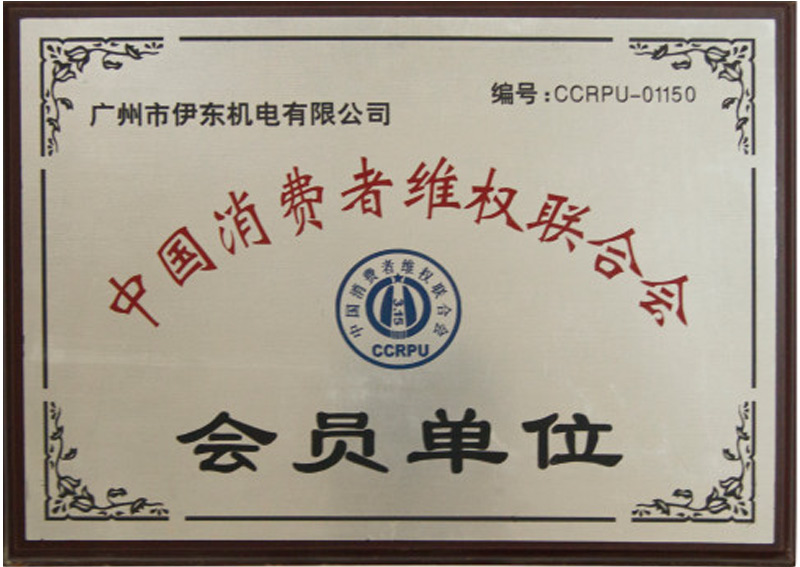 广州市伊东机电有限公司
编号:CCRPU-01150
中国消费者维权联合会
中国消费者维权联合会
3.15
CCRPU
会员单位